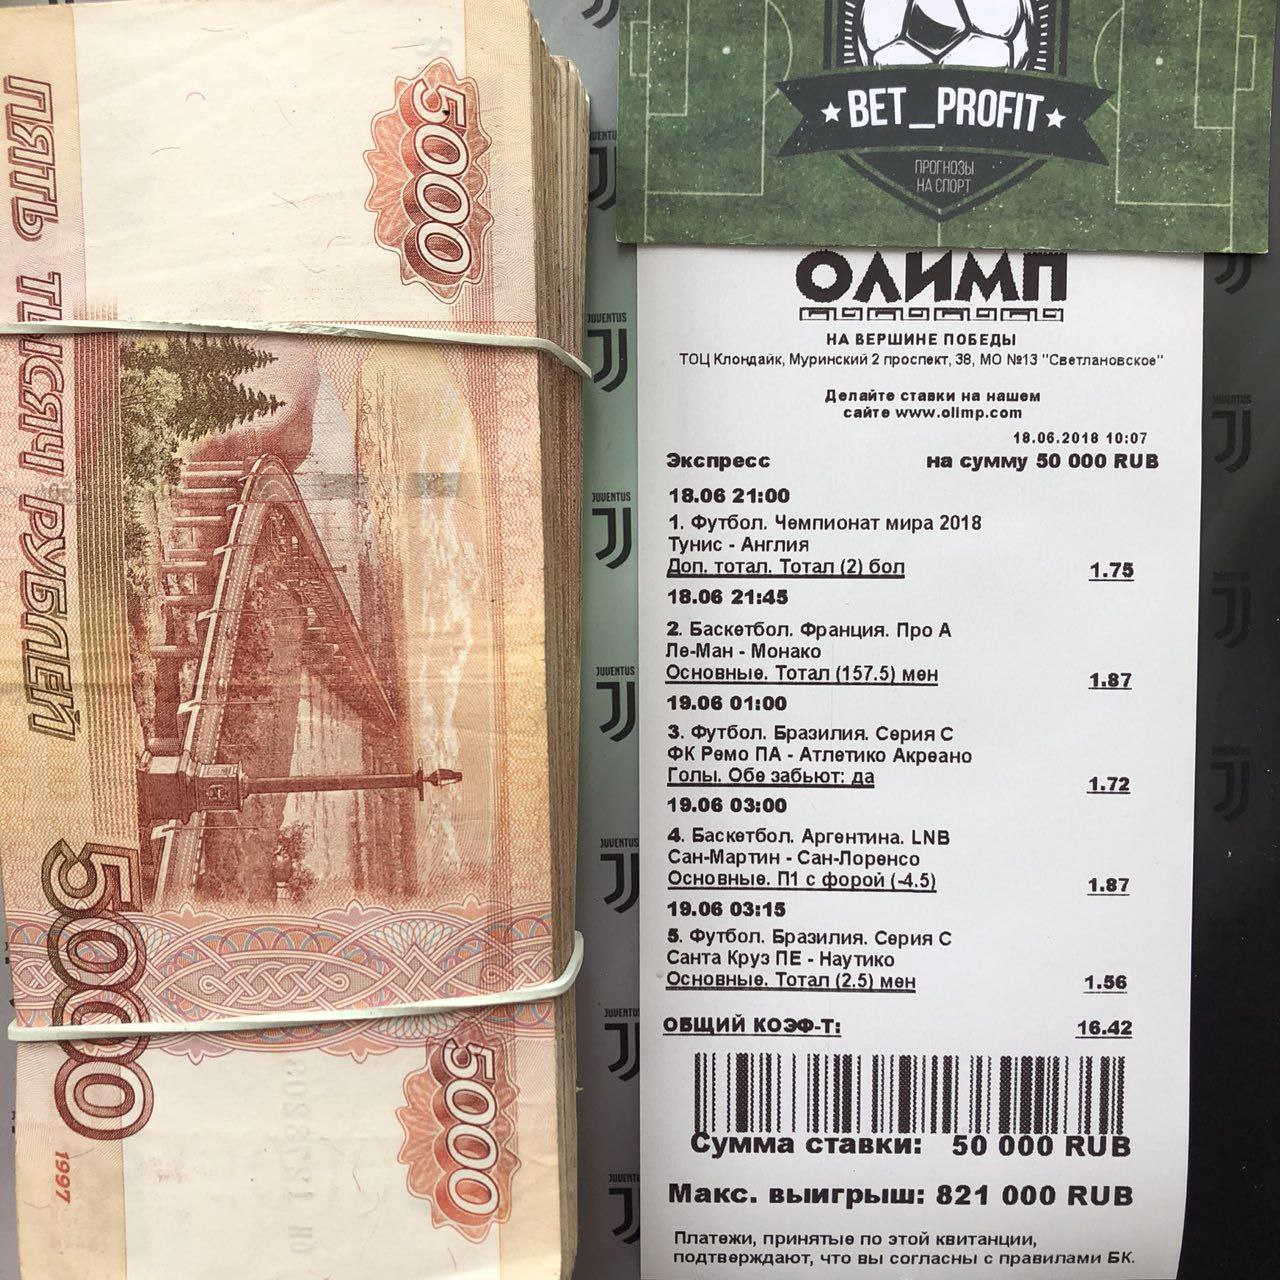 ПЯТЬ ТЫСЯЧ РУБЛЕЙ
5000
5000
5000
1997
BET_PROFIT
ПРОГНОЗЫ
НА СПОРТ
JUVENTUS
JUVENTUS
JUVENTUS
JUVENTUS
JUVENTUS
JUVENTUS
JUVENTUS
ОЛИМП
НА ВЕРШИНЕ ПОБЕДЫ
ТОЦ Клондайк, Муринский 2 проспект, 38, МО №13 "Светлановское"
Делайте ставки на нашем
сайте www.olimp.com
18.06.2018 10:07
Экспресс на сумму 50 000 RUB
18.06 21:00
1. Футбол. Чемпионат мира 2018
Тунис - Англия
Доп. тотал. Тотал (2) бол 1.75
18.06 21:45
2. Баскетбол. Франция. Про А
Ле-Ман - Монако
Основные. Тотал (157.5) мен 1.87
19.06 01:00
3. Футбол. Бразилия. Серия С
ФК Ремо ПА - Атлетико Акреано
Голы. Обе забьют: да 1.72
19.06 03:00
4. Баскетбол. Аргентина. LNB
Сан-Мартин - Сан-Лоренсо
Основные. П1 с форой (-4.5) 1.87
19.06 03:15
5. Футбол. Бразилия. Серия С
Санта Круз ПЕ - Наутико
Основные. Тотал (2.5) мен 1.56
ОБЩИЙ КОЭФ-Т: 16.42
Сумма ставки: 50 000 RUB
Макс. выигрыш: 821 000 RUB
Платежи, принятые по этой квитанции,
подтверждают, что вы согласны с правилами БК.